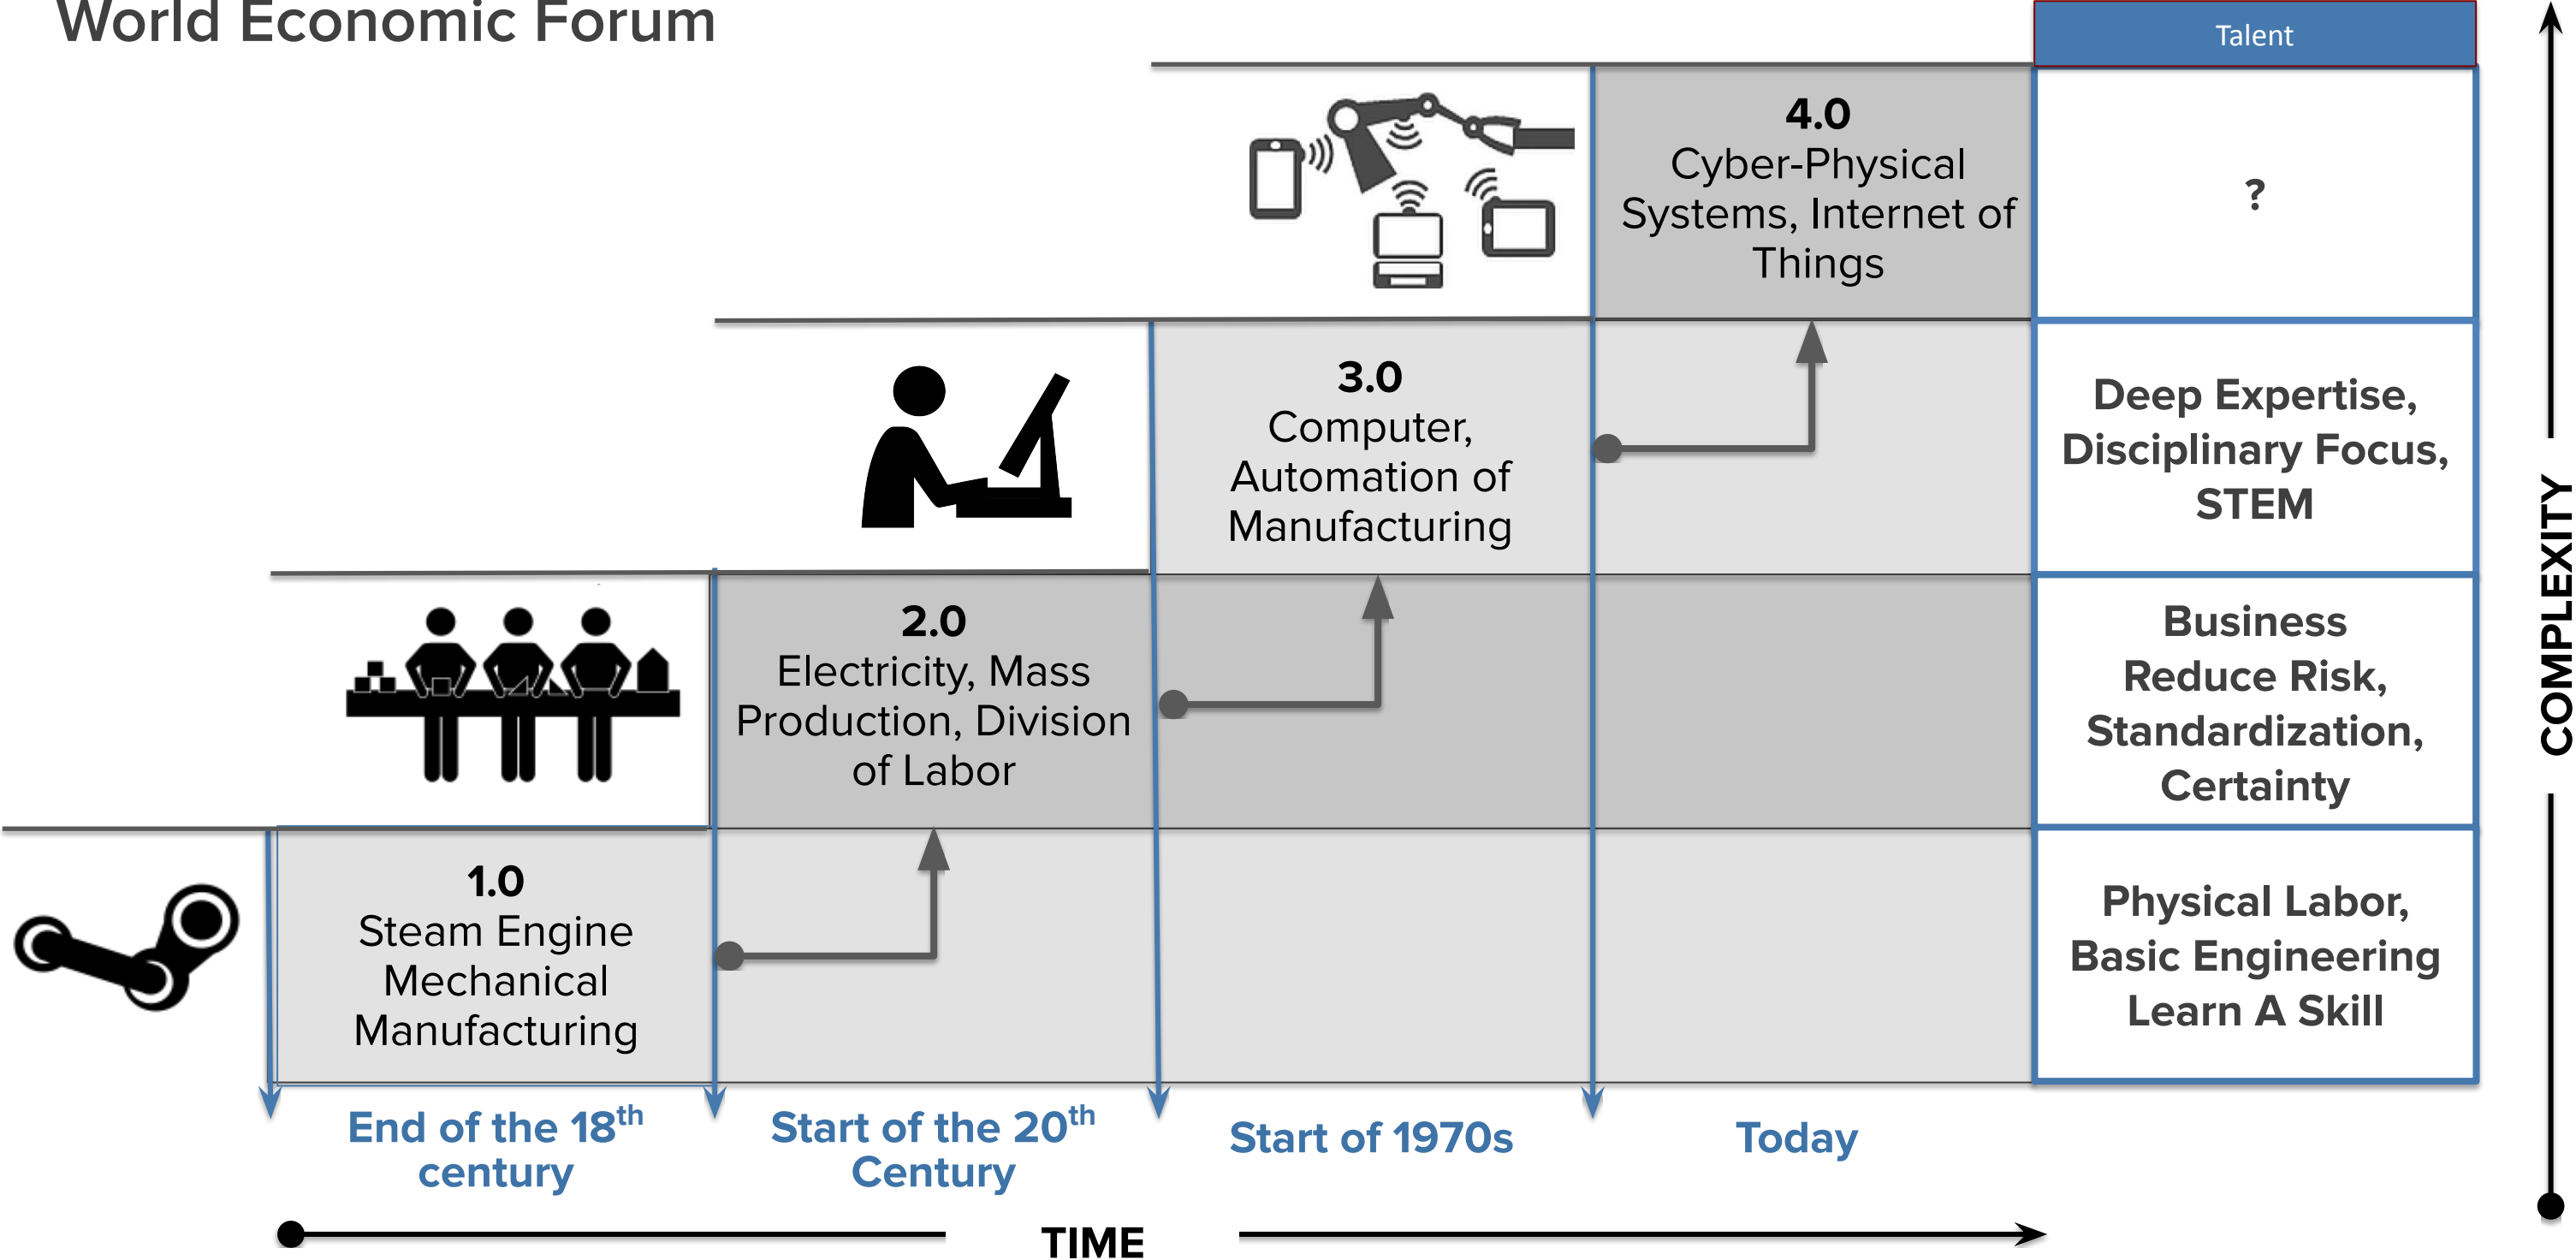 World Economic Forum
Talent
4.0
Cyber-Physical
Systems, Internet of
Things
?
3.0
Computer,
Automation of
Manufacturing
Deep Expertise,
Disciplinary Focus,
STEM
2.0
Electricity, Mass
Production, Division
of Labor
Business
Reduce Risk,
Standardization,
Certainty
1.0
Steam Engine
Mechanical
Manufacturing
Physical Labor,
Basic Engineering
Learn A Skill
COMPLEXITY
End of the 18th
century
Start of the 20th
Century
Start of 1970s
Today
TIME